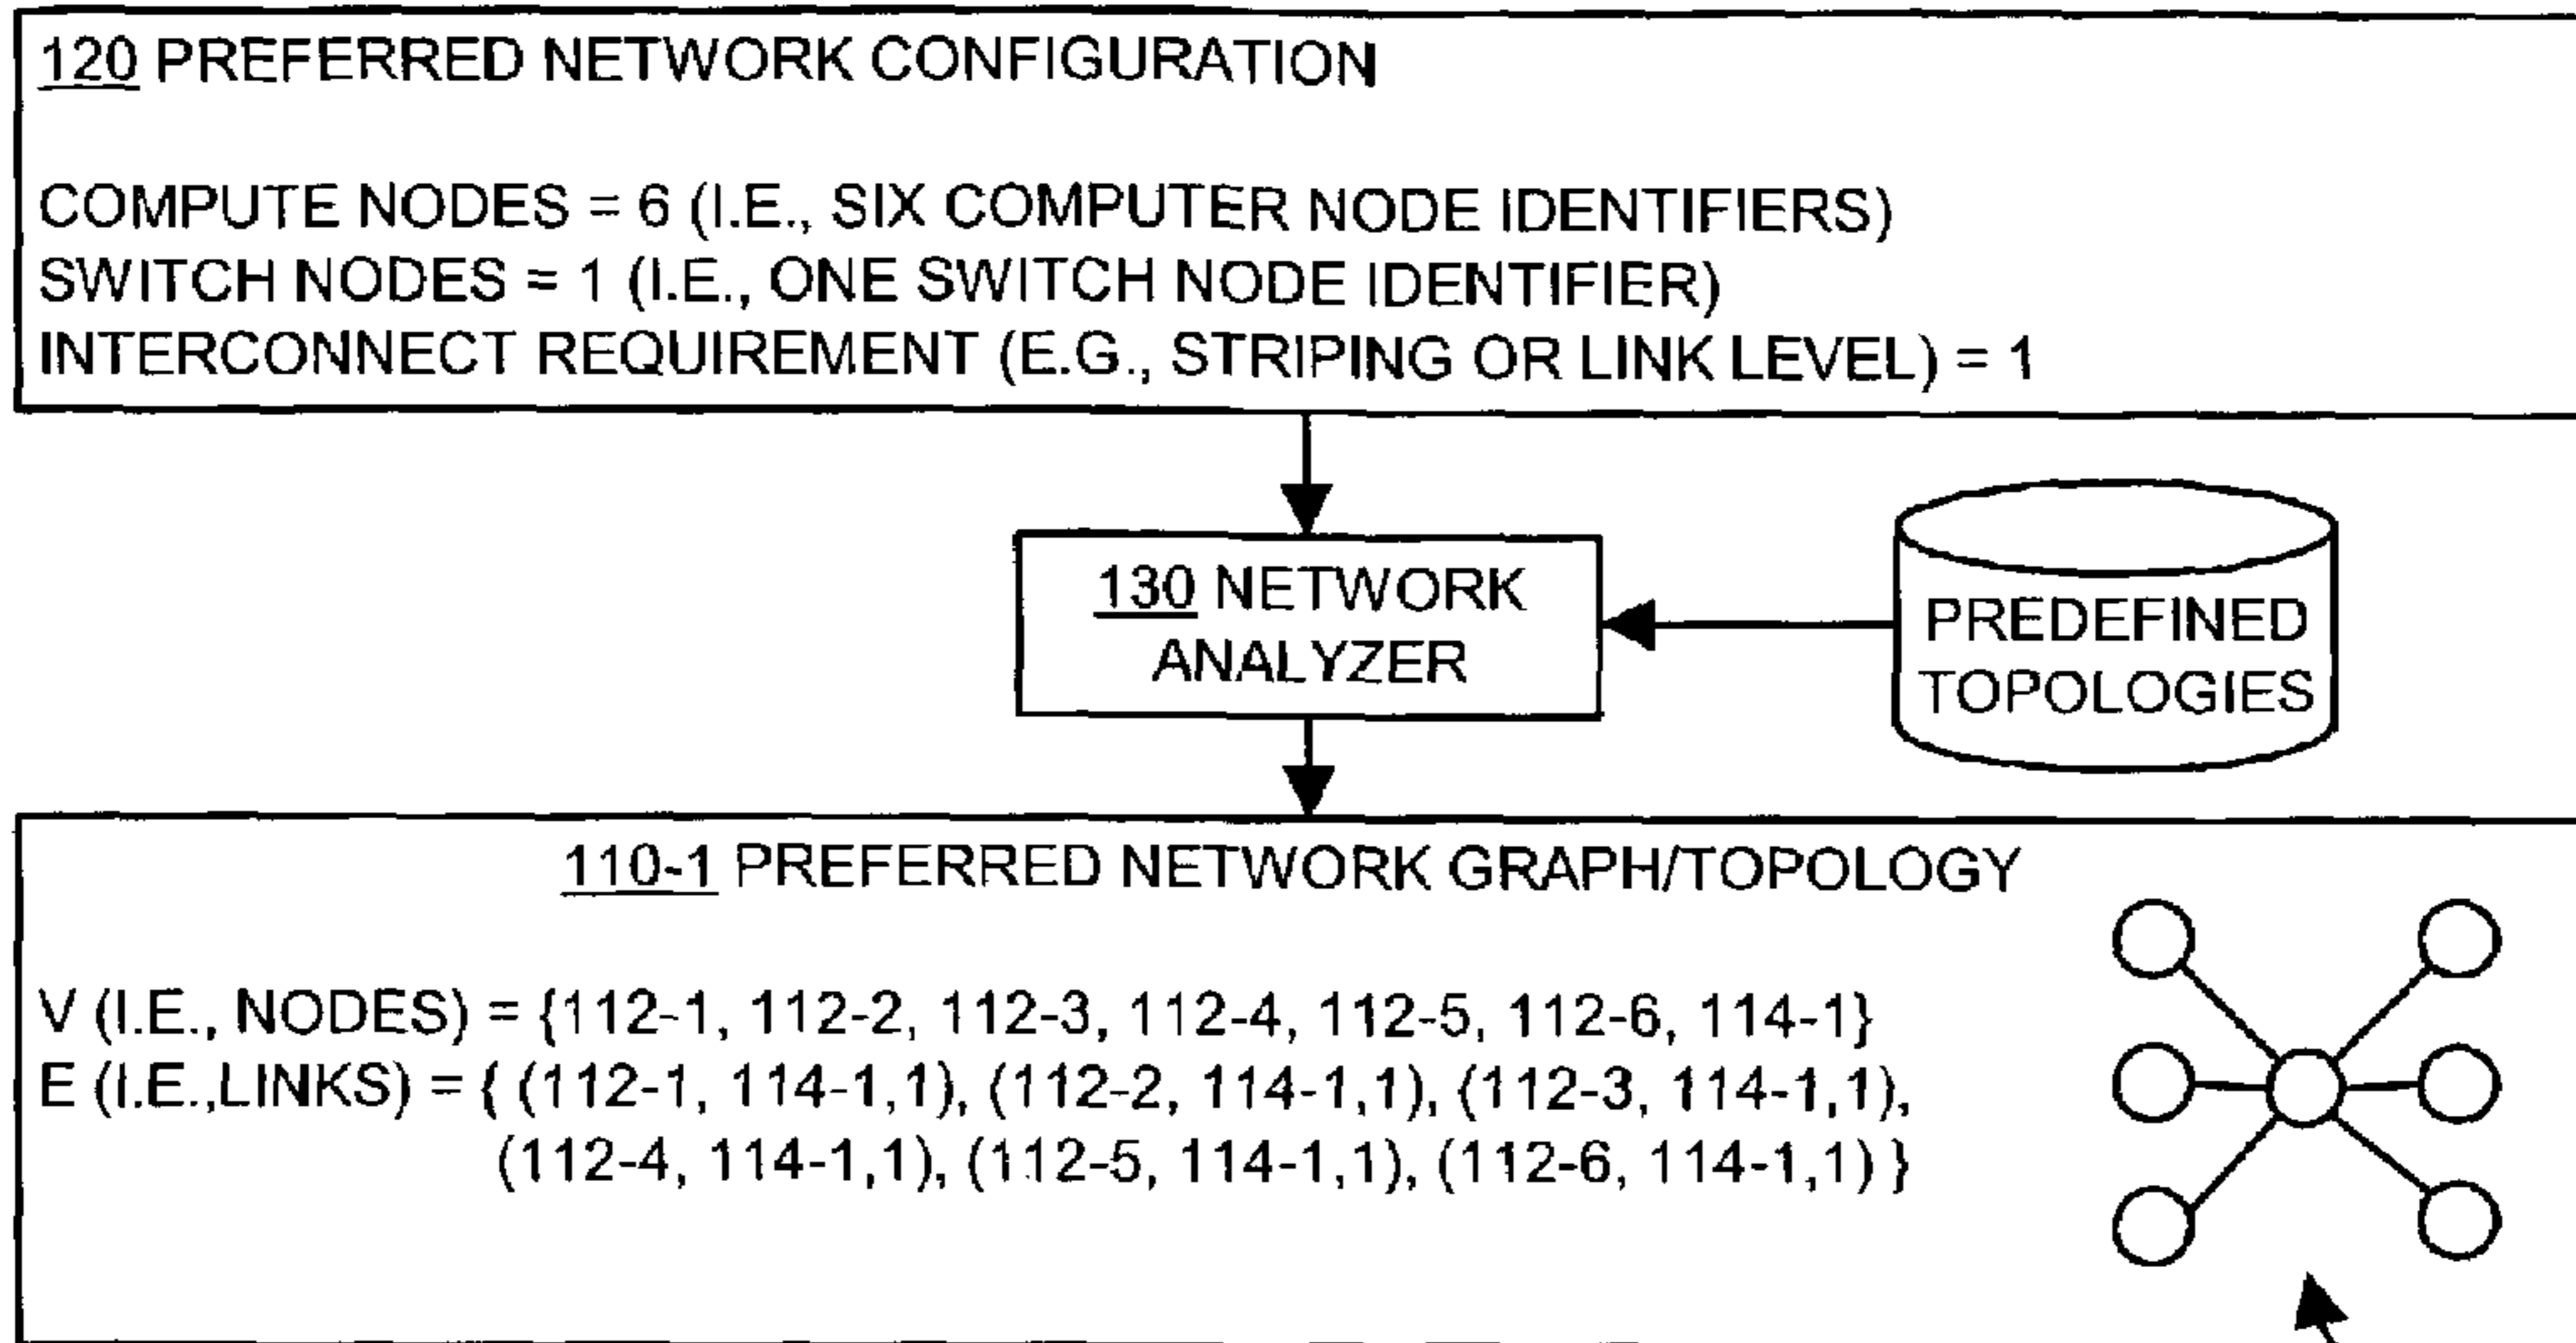 120 PREFERRED NETWORK CONFIGURATION
COMPUTE NODES = 6 (I.E., SIX COMPUTER NODE IDENTIFIERS)
SWITCH NODES = 1 (I.E., ONE SWITCH NODE IDENTIFIER)
INTERCONNECT REQUIREMENT (E.G., STRIPING OR LINK LEVEL) = 1
130 NETWORK
ANALYZER
PREDEFINED
TOPOLOGIES
110-1 PREFERRED NETWORK GRAPH/TOPOLOGY
V (I.E., NODES) = {112-1, 112-2, 112-3, 112-4, 112-5, 112-6, 114-1}
E (I.E.,LINKS) = { (112-1, 114-1,1), (112-2, 114-1,1), (112-3, 114-1,1),
(112-4, 114-1,1), (112-5, 114-1,1), (112-6, 114-1,1) }